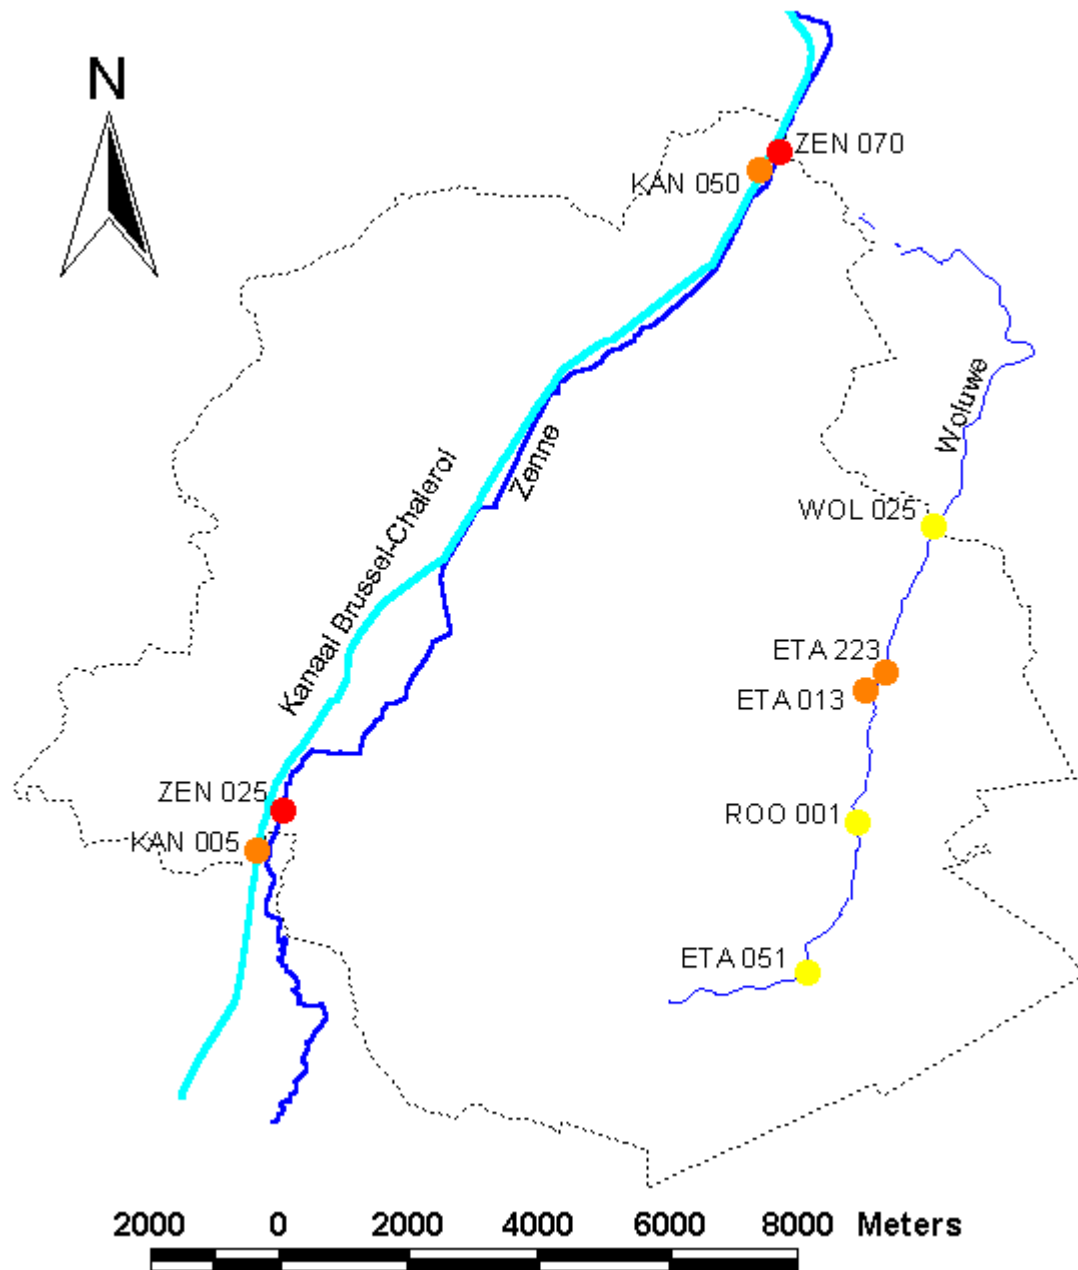 N
ZEN 070
KAN 050
Woluwe
Zenne
Kanaal Brussel-Chalerol
WOL 025
ETA 223
ETA 013
ZEN 025
ROO 001
KAN 005
ETA 051
2000 0 2000 4000 6000 8000 Meters